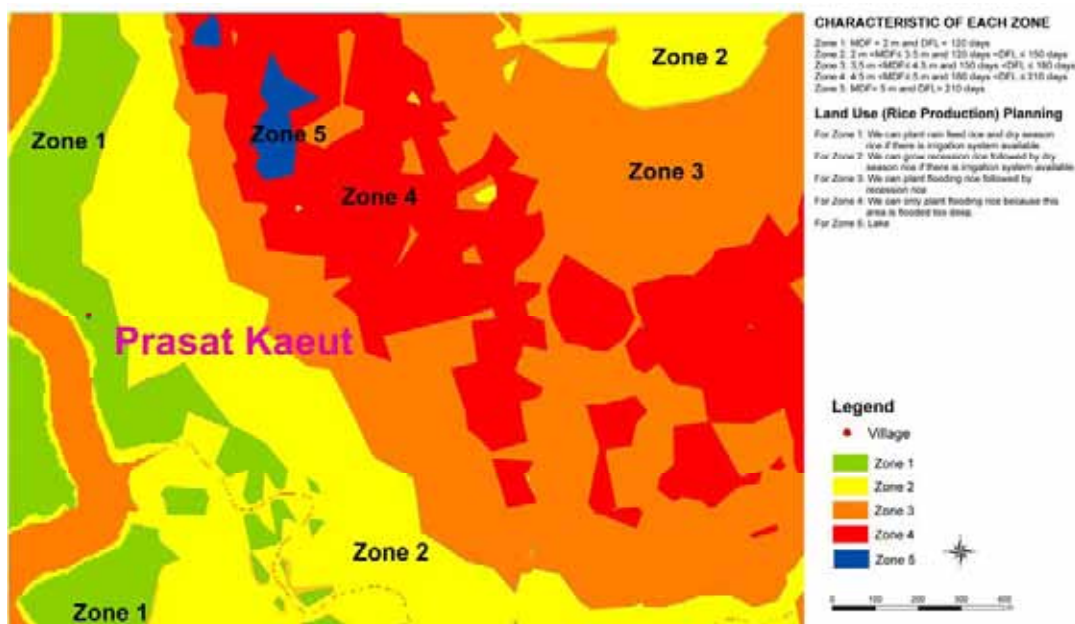 CHARACTERISTIC OF EACH ZONE
Zone 1: MDF < 2 m and DFL < 120 days
Zone 2: 2 m <MDF≤ 3.5 m and 120 days <DFL ≤ 150 days
Zone 3: 3.5 m <MDF≤ 4.5 m and 150 days <DFL ≤ 180 days
Zone 4: 4.5 m <MDF≤ 5 m and 180 days <DFL ≤ 210 days
Zone 5: MDF> 5 m and DFL> 210 days
Land Use (Rice Production) Planning
For Zone 1: We can plant rain feed rice and dry season
rice if there is irrigation system available.
For Zone 2: We can grow recession rice followed by dry
season rice if there is irrigation system available.
For Zone 3: We can plant flooding rice followed by
recession rice
For Zone 4: We can only plant flooding rice because this
area is flooded too deep.
For Zone 5: Lake
Zone 2
Zone 1
Zone 5
Zone 3
Zone 4
Prasat Kaeut
Zone 2
Zone 1
Legend
Village
Zone 1
Zone 2
Zone 3
Zone 4
Zone 5
0 100 200 300 400